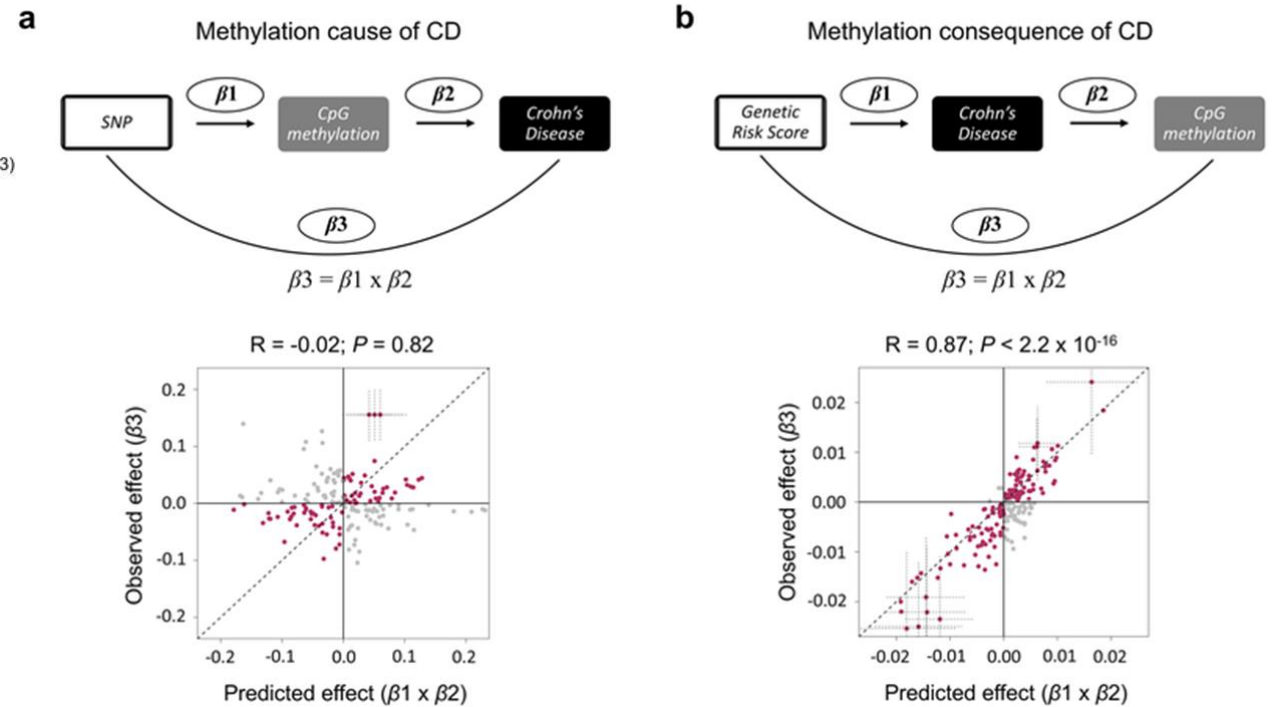 a
Methylation cause of CD
SNP
β1
CpG
methylation
β2
Crohn's
Disease
3)
β3
β3 = β1 x β2
R = -0.02; P = 0.82
Observed effect (β3)
0.2
0.1
0.0
-0.1
-0.2
-0.2 -0.1 0.0 0.1 0.2
Predicted effect (β1 x β2)
b
Methylation consequence of CD
Genetic
Risk Score
β1
Crohn's
Disease
β2
CpG
methylation
β3
β3 = β1 x β2
R = 0.87; P < 2.2 x 10⁻¹⁶
Observed effect (β3)
0.02
0.01
0.00
-0.01
-0.02
-0.02 -0.01 0.00 0.01 0.02
Predicted effect (β1 x β2)